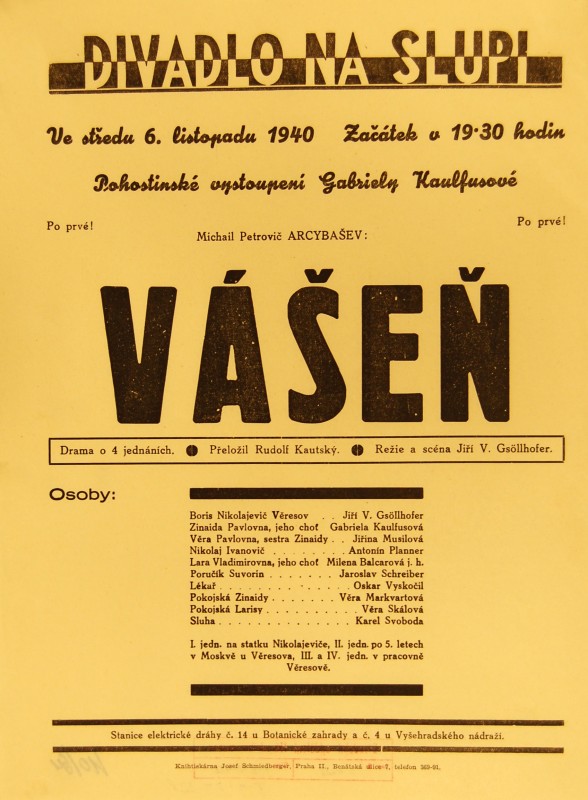 DIVADLO NA SLUPI
Ve středu 6. listopadu 1940 Začátek v 19·30 hodin
Pohostinské vystoupení Gabriely Kaulfusové
Po prvé! Po prvé!
Michail Petrovič ARCYBAŠEV:
VÁŠEŇ
Drama o 4 jednáních. Přeložil Rudolf Kautský. Režie a scéna Jiří V. Gsöllhofer.
Osoby:
Boris Nikolajevič Věresov . . Jiří V. Gsöllhofer
Zinaida Pavlovna, jeho choť Gabriela Kaulfusová
Věra Pavlovna, sestra Zinaidy . . Jiřina Musilová
Nikolaj Ivanovič . . . . . . . . Antonín Planner
Lara Vladimirovna, jeho choť Milena Balcarová j. h.
Poručík Suvorin . . . . . . . Jaroslav Schreiber
Lékař . . . . . . . . . . . . Oskar Vyskočil
Pokojská Zinaidy . . . . . . . Věra Markvartová
Pokojská Larisy . . . . . . . . . Věra Skálová
Sluha . . . . . . . . . . . . . . Karel Svoboda
I. jedn. na statku Nikolajeviče, II. jedn. po 5 letech
v Moskvě u Věresova, III. a IV. jedn. v pracovně
Věresově.
Stanice elektrické dráhy č. 14 u Botanické zahrady a č. 4 u Vyšehradského nádraží.
Knihtiskárna Josef Schmiedberger, Praha II., Benátská ulice 7, telefon